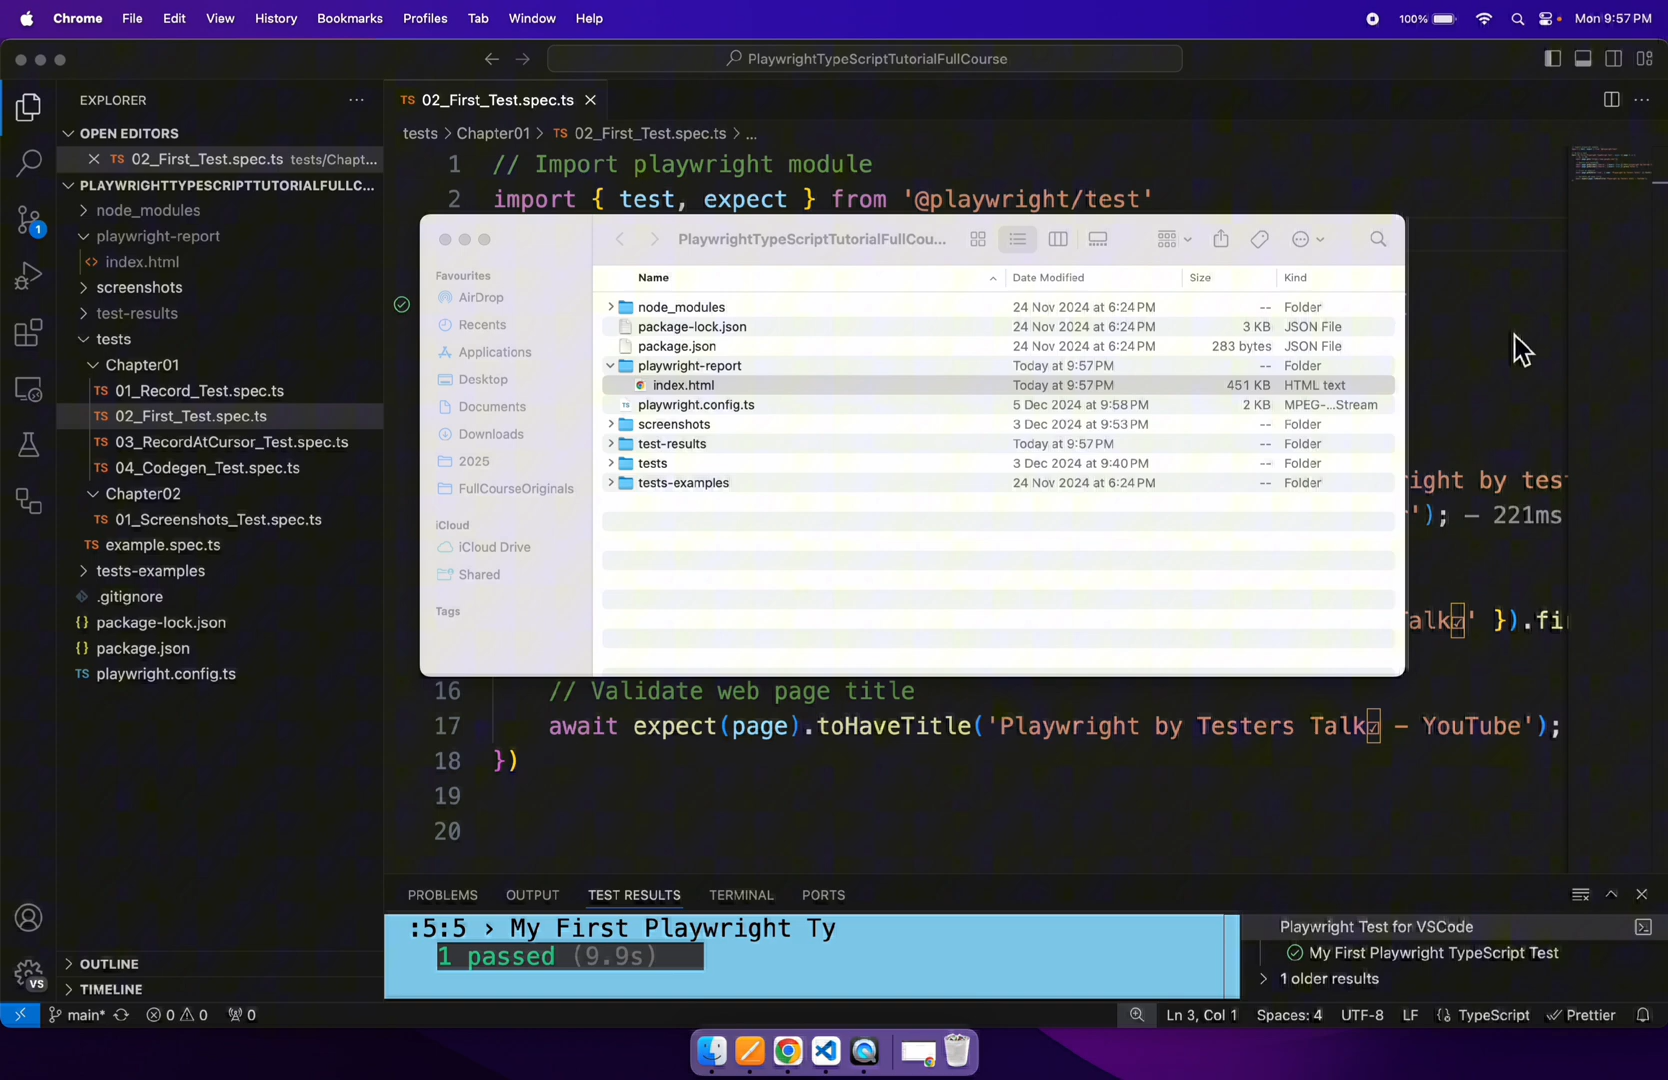 Chrome File Edit View History Bookmarks Profiles Tab Window Help 100% Mon 9:57 PM
PlaywrightTypeScriptTutorialFullCourse
EXPLORER
OPEN EDITORS
TS 02_First_Test.spec.ts tests/Chapt...
PLAYWRIGHTTYPESCRIPTTUTORIALFULLC...
node_modules
playwright-report
<> index.html
screenshots
test-results
tests
Chapter01
TS 01_Record_Test.spec.ts
TS 02_First_Test.spec.ts
TS 03_RecordAtCursor_Test.spec.ts
TS 04_Codegen_Test.spec.ts
Chapter02
TS 01_Screenshots_Test.spec.ts
TS example.spec.ts
tests-examples
.gitignore
{} package-lock.json
{} package.json
TS playwright.config.ts
OUTLINE
TIMELINE
1
VS
TS 02_First_Test.spec.ts
tests > Chapter01 > TS 02_First_Test.spec.ts > ...
1 // Import playwright module
2 import { test, expect } from '@playwright/test'
right by tes
'); — 221ms
alk☑' }).fi
16 // Validate web page title
17 await expect(page).toHaveTitle('Playwright by Testers Talk☑ - YouTube');
18 })
19
20
PlaywrightTypeScriptTutorialFullCou...
Favourites
AirDrop
Recents
Applications
Desktop
Documents
Downloads
2025
FullCourseOriginals
iCloud
iCloud Drive
Shared
Tags
Name Date Modified Size Kind
node_modules 24 Nov 2024 at 6:24 PM -- Folder
package-lock.json 24 Nov 2024 at 6:24 PM 3 KB JSON File
package.json 24 Nov 2024 at 6:24 PM 283 bytes JSON File
playwright-report Today at 9:57 PM -- Folder
index.html Today at 9:57 PM 451 KB HTML text
playwright.config.ts 5 Dec 2024 at 9:58 PM 2 KB MPEG-...Stream
screenshots 3 Dec 2024 at 9:53 PM -- Folder
test-results Today at 9:57 PM -- Folder
tests 3 Dec 2024 at 9:40 PM -- Folder
tests-examples 24 Nov 2024 at 6:24 PM -- Folder
PROBLEMS OUTPUT TEST RESULTS TERMINAL PORTS
:5:5 › My First Playwright Ty
1 passed (9.9s)
Playwright Test for VSCode
My First Playwright TypeScript Test
1 older results
main* 0 0 0 Ln 3, Col 1 Spaces: 4 UTF-8 LF {} TypeScript Prettier